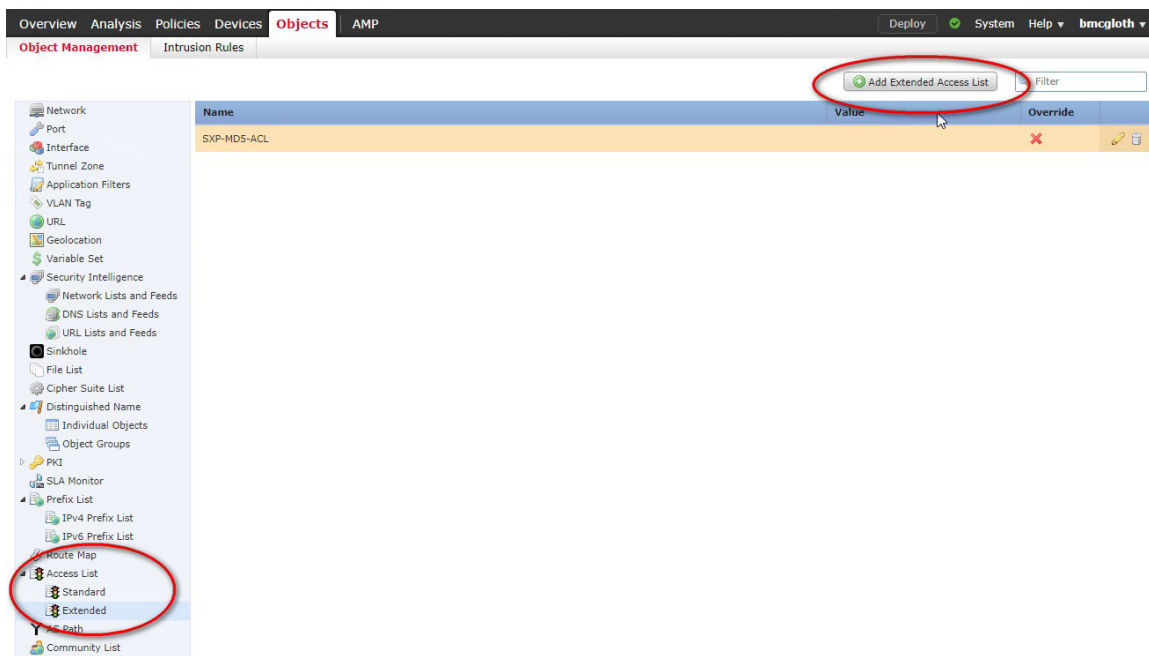 Overview Analysis Policies Devices Objects AMP Deploy System Help bmcgloth
Object Management Intrusion Rules
Add Extended Access List Filter
Name Value Override
SXP-MD5-ACL
Network
Port
Interface
Tunnel Zone
Application Filters
VLAN Tag
URL
Geolocation
Variable Set
Security Intelligence
Network Lists and Feeds
DNS Lists and Feeds
URL Lists and Feeds
Sinkhole
File List
Cipher Suite List
Distinguished Name
Individual Objects
Object Groups
PKI
SLA Monitor
Prefix List
IPv4 Prefix List
IPv6 Prefix List
Route Map
Access List
Standard
Extended
AS Path
Community List